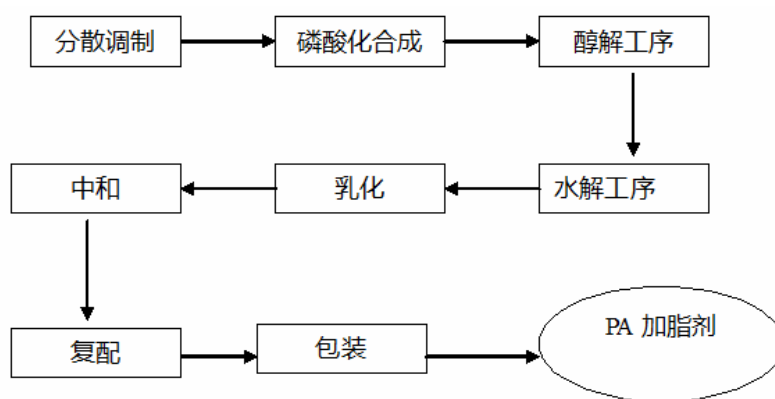 分散调制
磷酸化合成
醇解工序
水解工序
乳化
中和
复配
包装
PA 加脂剂